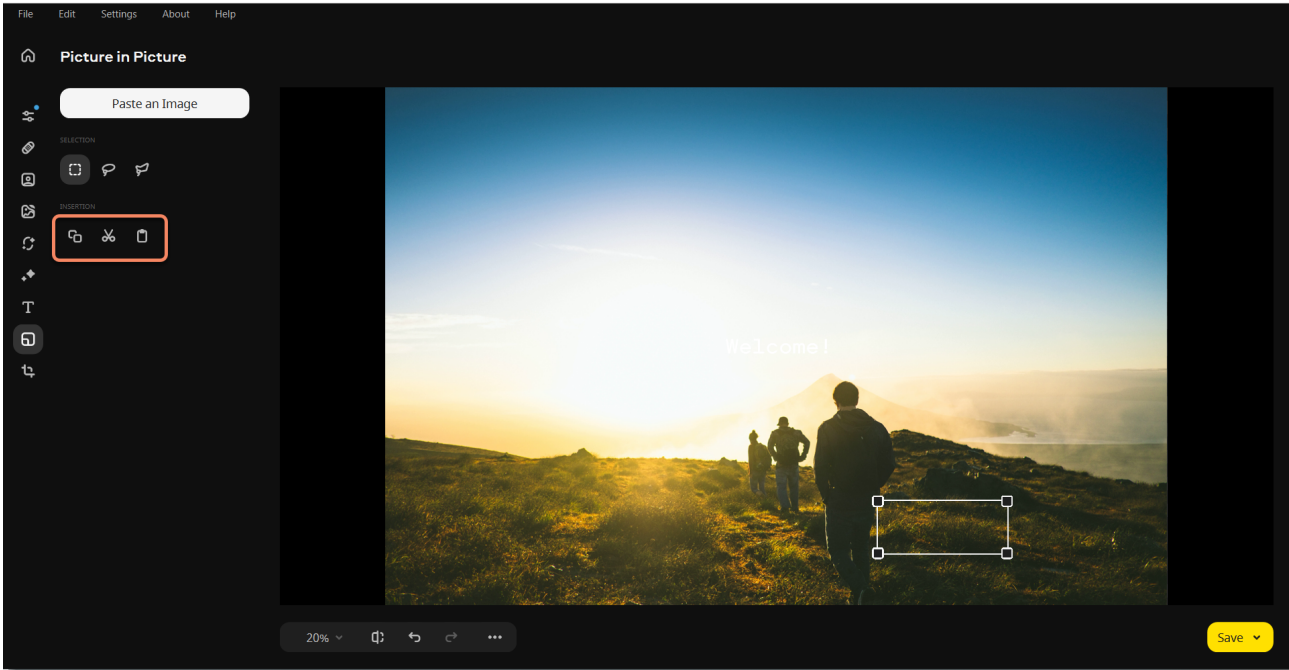 File Edit Settings About Help
Picture in Picture
Paste an Image
SELECTION
INSERTION
Welcome!
20%
Save